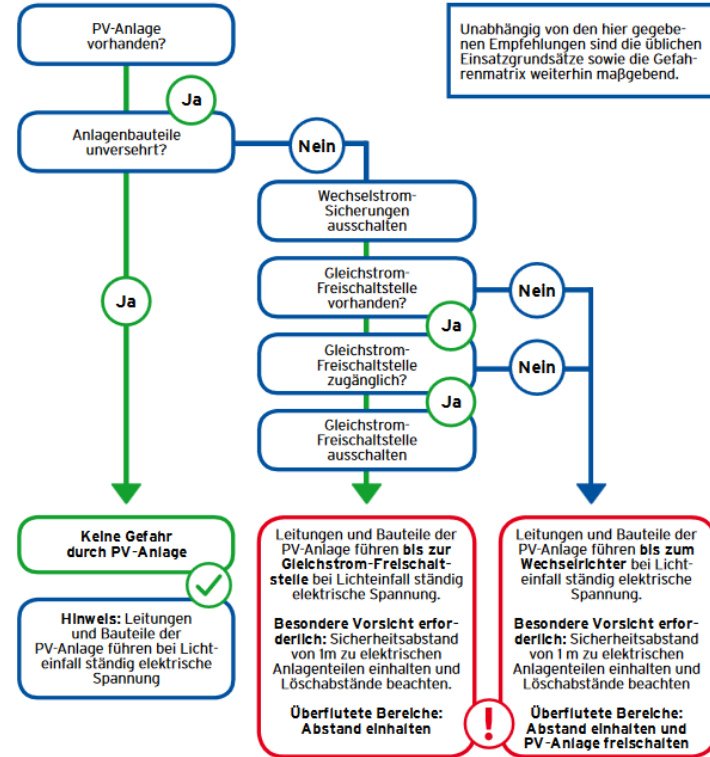 PV-Anlage
vorhanden?
Unabhängig von den hier gegebe-
nen Empfehlungen sind die üblichen
Einsatzgrundsätze sowie die Gefah-
renmatrix weiterhin maßgebend.
Ja
Anlagenbauteile
unversehrt?
Nein
Wechselstrom-
Sicherungen
ausschalten
Gleichstrom-
Freischaltstelle
vorhanden?
Nein
Ja
Ja
Gleichstrom-
Freischaltstelle
zugänglich?
Nein
Ja
Gleichstrom-
Freischaltstelle
ausschalten
Keine Gefahr
durch PV-Anlage
Hinweis: Leitungen
und Bauteile der
PV-Anlage führen bei Licht-
einfall ständig elektrische
Spannung
Leitungen und Bauteile der
PV-Anlage führen bis zur
Gleichstrom-Freischalt-
stelle bei Lichteinfall ständig
elektrische Spannung.
Besondere Vorsicht erfor-
derlich: Sicherheitsabstand
von 1m zu elektrischen
Anlagenteilen einhalten und
Löschabstände beachten.
Überflutete Bereiche:
Abstand einhalten
!
Leitungen und Bauteile der
PV-Anlage führen bis zum
Wechselrichter bei Licht-
einfall ständig elektrische
Spannung.
Besondere Vorsicht erfor-
derlich: Sicherheitsabstand
von 1 m zu elektrischen
Anlagenteilen einhalten und
Löschabstände beachten
Überflutete Bereiche:
Abstand einhalten und
PV-Anlage freischalten